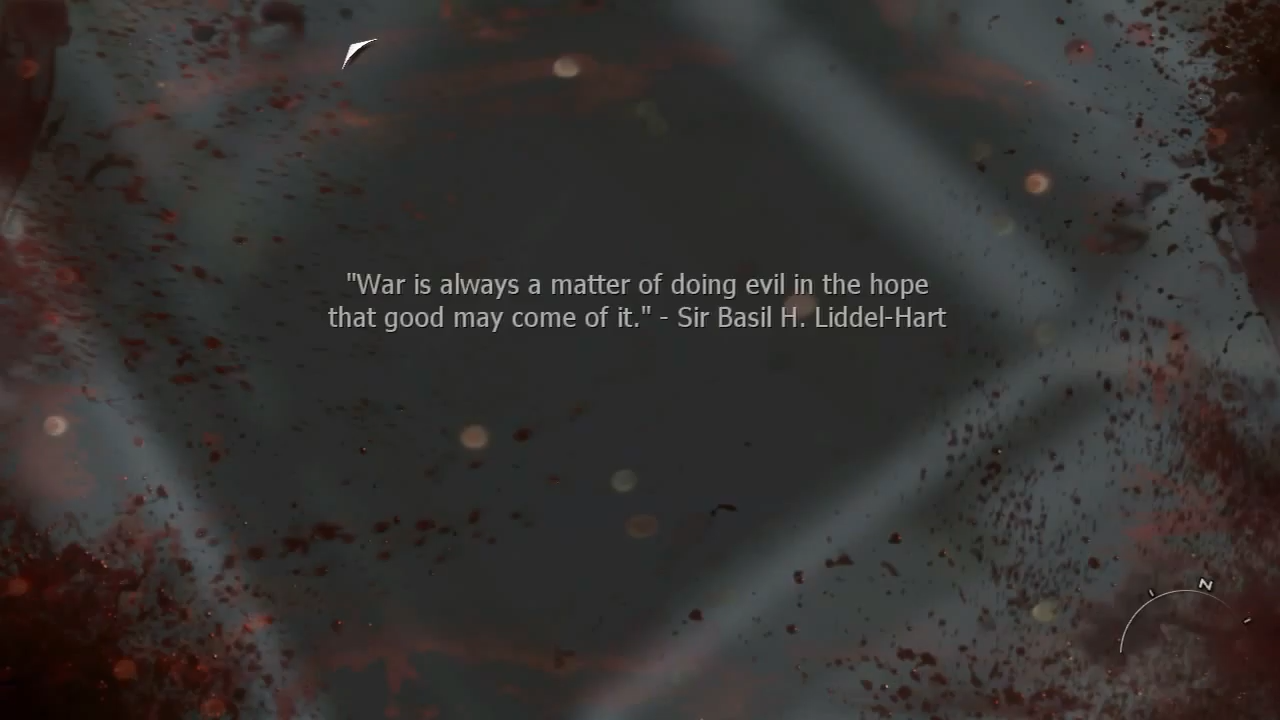 "War is always a matter of doing evil in the hope
that good may come of it." - Sir Basil H. Liddel-Hart
N